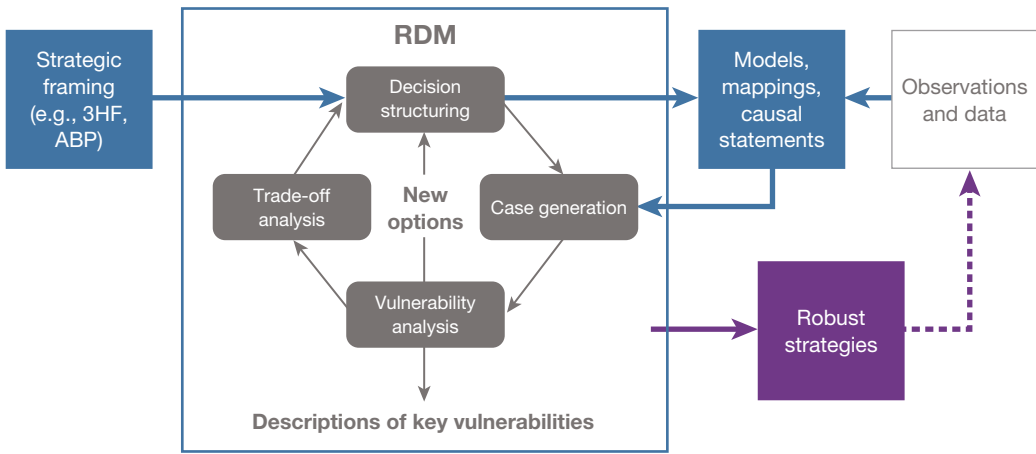 RDM
Strategic
framing
(e.g., 3HF,
ABP)
Decision
structuring
Models,
mappings,
causal
statements
Observations
and data
Trade-off
analysis
New
options
Case generation
Vulnerability
analysis
Robust
strategies
Descriptions of key vulnerabilities